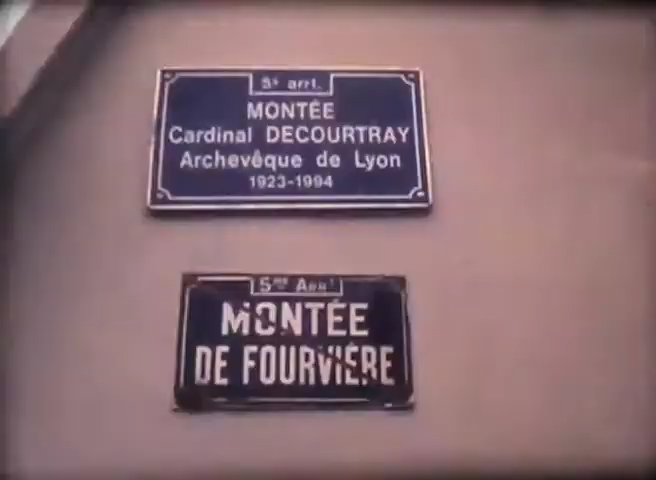 5e arrt.
MONTÉE
Cardinal DECOURTRAY
Archevêque de Lyon
1923-1994
5me Arrt
MONTÉE
DE FOURVIÈRE